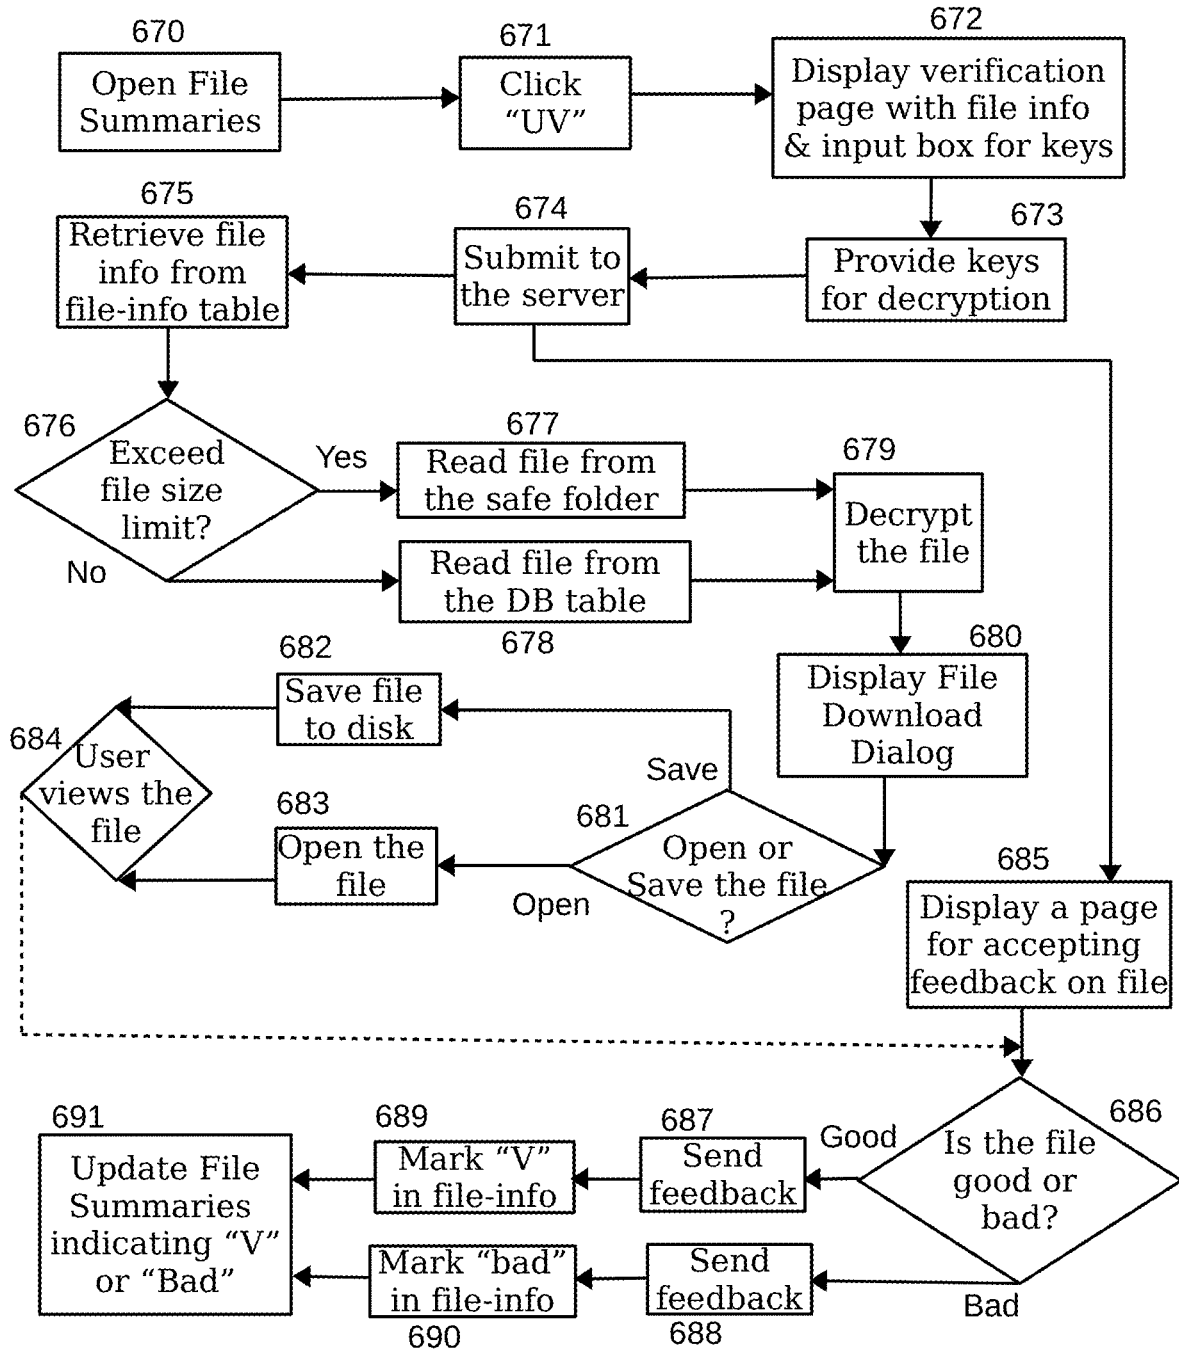 670
Open File
Summaries
671
Click
“UV”
672
Display verification
page with file info
& input box for keys
673
Provide keys
for decryption
674
Submit to
the server
675
Retrieve file
info from
file-info table
676
Exceed
file size
limit?
Yes
No
677
Read file from
the safe folder
Read file from
the DB table
678
679
Decrypt
the file
680
Display File
Download
Dialog
681
Open or
Save the file
?
Save
Open
682
Save file
to disk
683
Open the
file
684
User
views the
file
685
Display a page
for accepting
feedback on file
686
Is the file
good or
bad?
Good
Bad
687
Send
feedback
Send
feedback
688
689
Mark “V”
in file-info
Mark “bad”
in file-info
690
691
Update File
Summaries
indicating “V”
or “Bad”